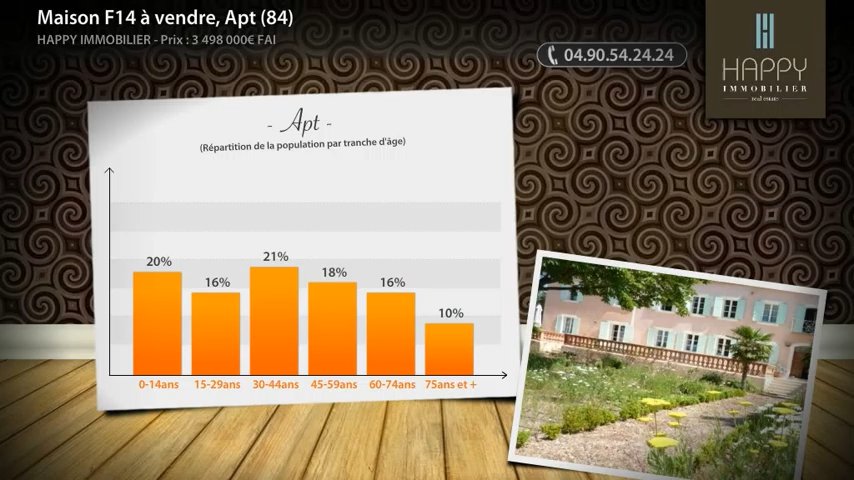 Maison F14 à vendre, Apt (84)
HAPPY IMMOBILIER - Prix : 3 498 000€ FAI
04.90.54.24.24
HAPPY
IMMOBILIER
real estate
- Apt -
(Répartition de la population par tranche d'âge)
20%
16%
21%
18%
16%
10%
0-14ans
15-29ans
30-44ans
45-59ans
60-74ans
75ans et +